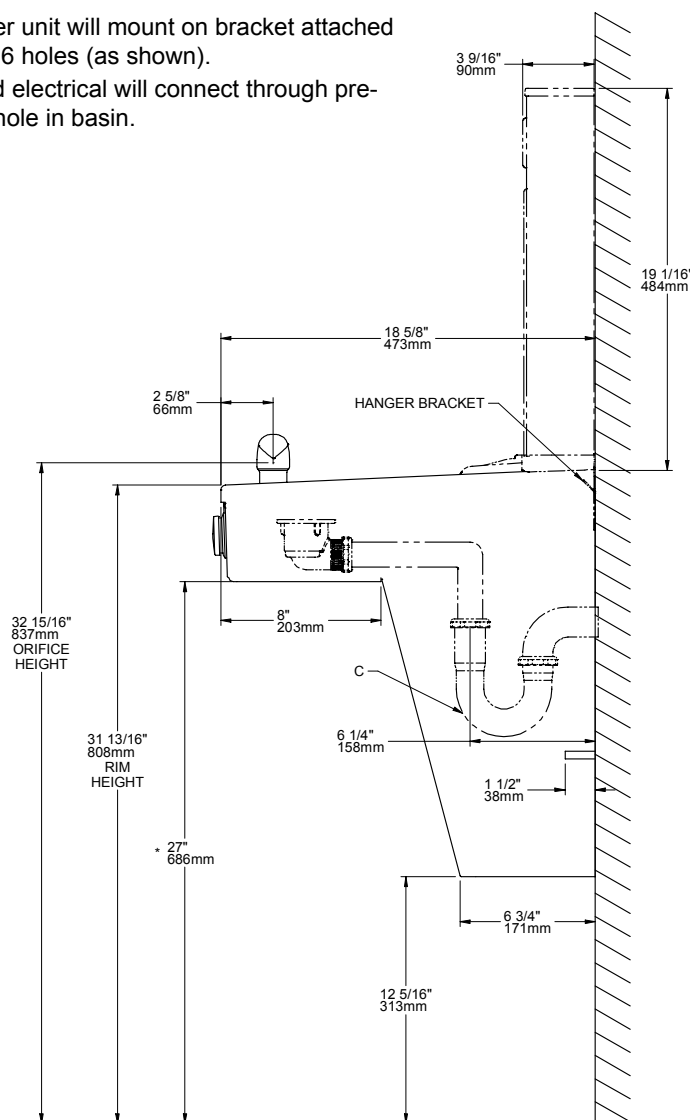 er unit will mount on bracket attached
6 holes (as shown).
d electrical will connect through pre-
hole in basin.
3 9/16"
90mm
19 1/16"
484mm
18 5/8"
473mm
2 5/8"
66mm
HANGER BRACKET
32 15/16"
837mm
ORIFICE
HEIGHT
8"
203mm
C
31 13/16"
808mm
RIM
HEIGHT
6 1/4"
158mm
1 1/2"
38mm
* 27"
686mm
6 3/4"
171mm
12 5/16"
313mm